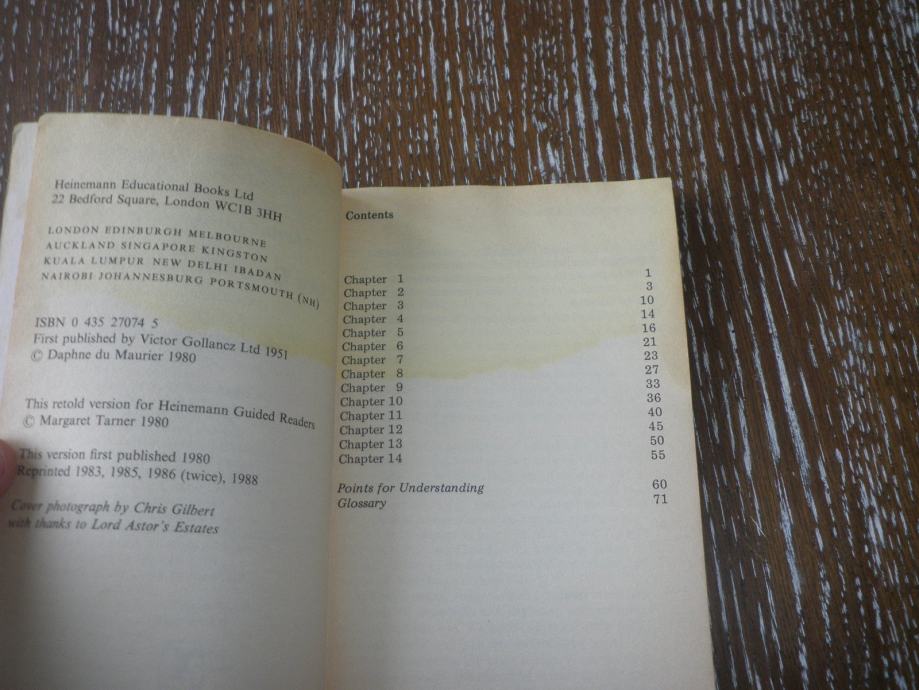 Heinemann Educational Books Ltd
22 Bedford Square, London WC1B 3HH
LONDON EDINBURGH MELBOURNE
AUCKLAND SINGAPORE KINGSTON
KUALA LUMPUR NEW DELHI IBADAN
NAIROBI JOHANNESBURG PORTSMOUTH (NH)
ISBN 0 435 27074 5
First published by Victor Gollancz Ltd 1951
© Daphne du Maurier 1980
This retold version for Heinemann Guided Readers
© Margaret Tarner 1980
This version first published 1980
Reprinted 1983, 1985, 1986 (twice), 1988
Cover photograph by Chris Gilbert
with thanks to Lord Astor's Estates
Contents
Chapter 1 1
Chapter 2 3
Chapter 3 10
Chapter 4 14
Chapter 5 16
Chapter 6 21
Chapter 7 23
Chapter 8 27
Chapter 9 33
Chapter 10 36
Chapter 11 40
Chapter 12 45
Chapter 13 50
Chapter 14 55
Points for Understanding 60
Glossary 71